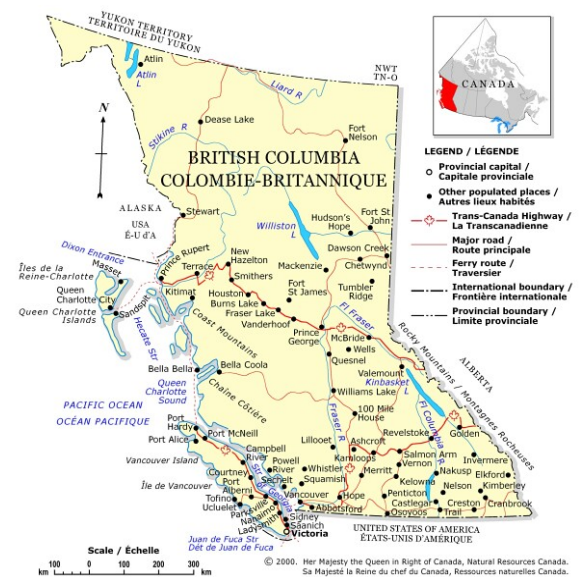 YUKON TERRITORY
TERRITOIRE DU YUKON
NWT
TN-O
Atlin
Atlin
L
Liard R
CANADA
N
Dease Lake
Fort
Nelson
Stikine R
BRITISH COLUMBIA
COLOMBIE-BRITANNIQUE
LEGEND / LÉGENDE
Provincial capital /
Capitale provinciale
Other populated places /
Autres lieux habités
Trans-Canada Highway /
La Transcanadienne
Major road /
Route principale
Ferry route /
Traversier
International boundary /
Frontière internationale
Provincial boundary /
Limite provinciale
ALASKA
USA
É-U d'A
Stewart
Williston
L
Hudson's
Hope
Fort St
John
Dawson Creek
Dixon Entrance
Îles de la
Reine-Charlotte
Masset
Prince Rupert
Terrace
New
Hazelton
Smithers
Mackenzie
Chetwynd
Queen
Charlotte City
Sandspit
Kitimat
Houston
Burns Lake
Fort
St James
Tumbler
Ridge
Queen Charlotte
Islands
Fraser Lake
Vanderhoof
Hecate Str
Coast Mountains
Prince
George
Fl Fraser
McBride
Rocky Mountains / Montagnes Rocheuses
ALBERTA
Wells
Quesnel
Valemount
Kinbasket
L
Bella Bella
Bella Coola
Queen
Charlotte
Sound
Chaîne Côtière
Williams Lake
PACIFIC OCEAN
OCÉAN PACIFIQUE
100 Mile
House
Fraser R
Fl Columbia R
Port
Hardy
Port McNeill
Port Alice
Lillooet
Ashcroft
Revelstoke
Golden
Vancouver Island
Campbell
River
Powell
River
Whistler
Kamloops
Salmon Arm
Vernon
Invermere
Île de Vancouver
Courtney
Sechelt
Squamish
Merritt
Kelowna
Nakusp
Elkford
Port
Alberni
Str of Georgia
Nelson
Kimberley
Tofino
Ucluelet
Vancouver
Hope
Penticton
Castlegar
Creston
Cranbrook
Parksville
Nanaimo
Ladysmith
Abbotsford
Osoyoos
Trail
Sidney
Saanich
Victoria
Juan de Fuca Str
Dét de Juan de Fuca
UNITED STATES OF AMERICA
ÉTATS-UNIS D'AMÉRIQUE
Scale / Échelle
100 0 100 200 300
km km
© 2000. Her Majesty the Queen in Right of Canada, Natural Resources Canada.
Sa Majesté la Reine du chef du Canada, Ressources naturelles Canada.